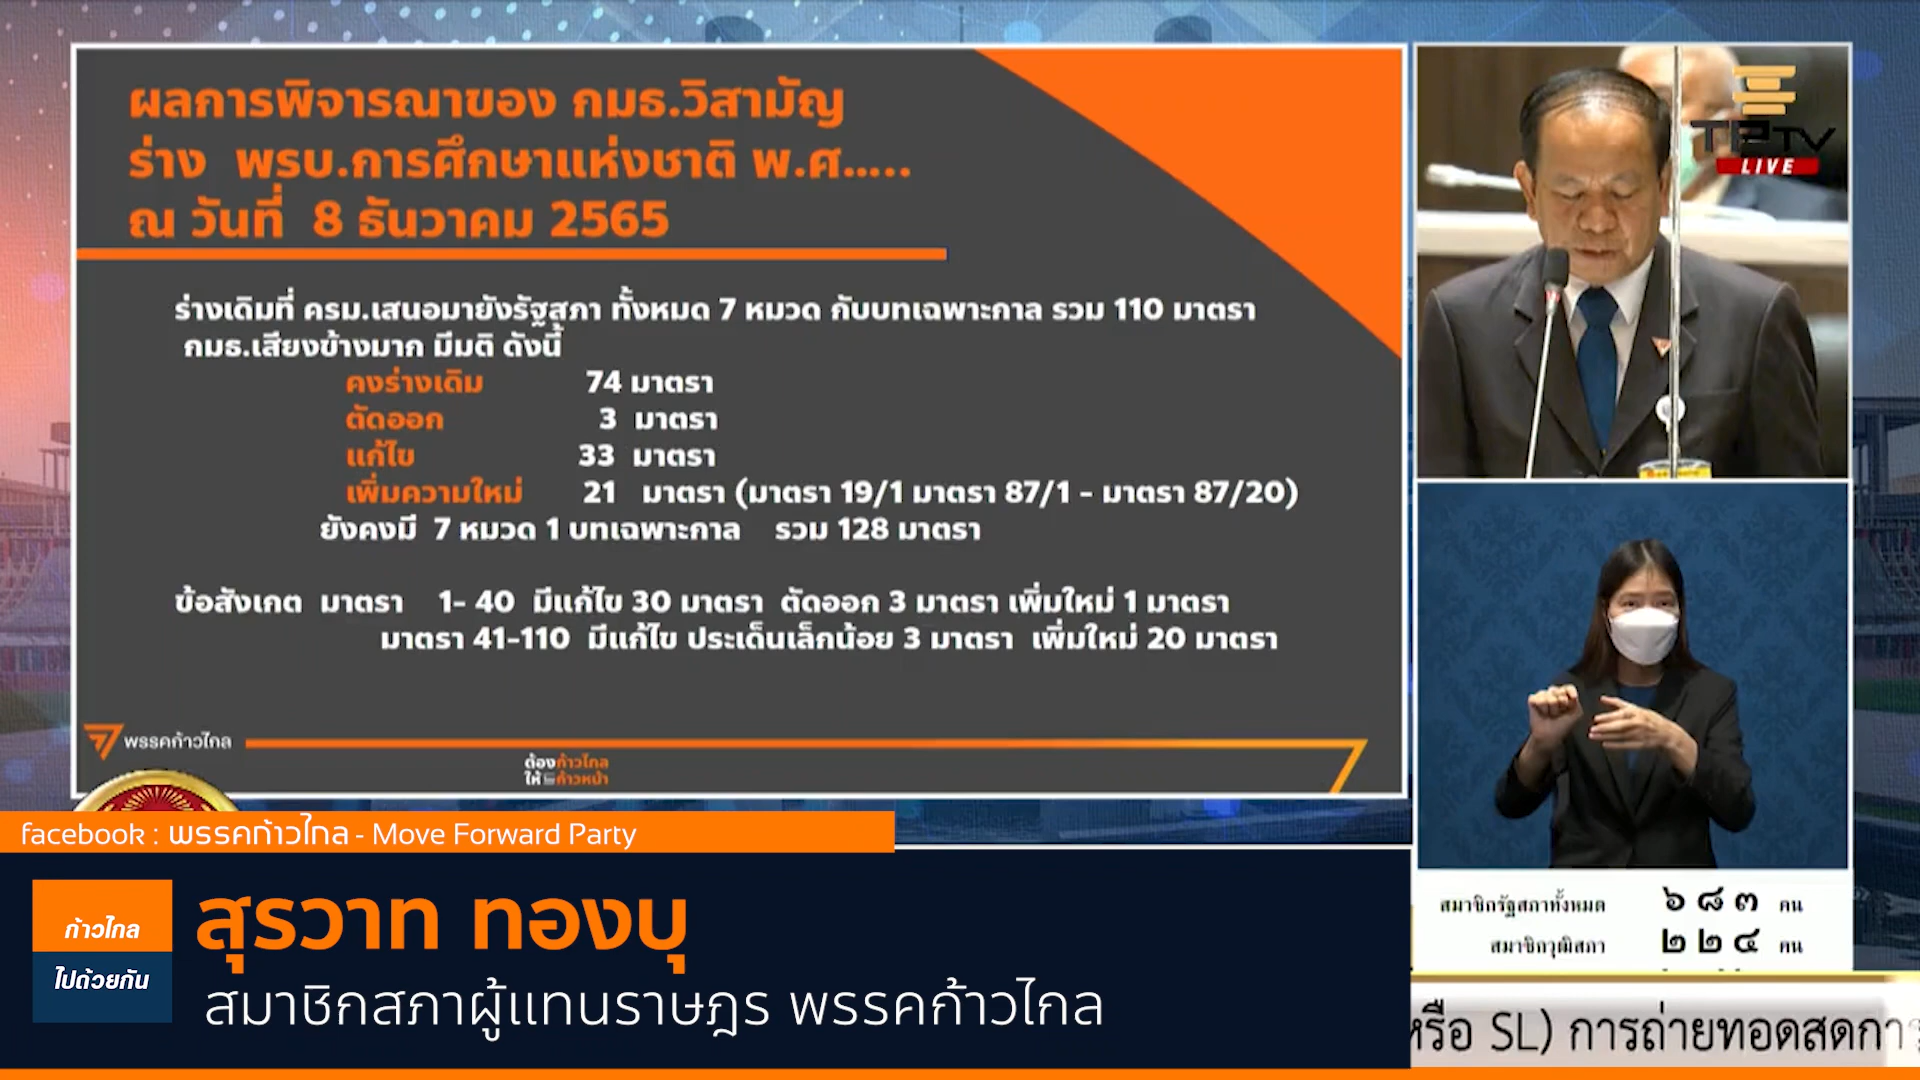 ผลการพิจารณาของ กมธ.วิสามัญ
ร่าง พรบ.การศึกษาแห่งชาติ พ.ศ.....
ณ วันที่ 8 ธันวาคม 2565
ร่างเดิมที่ ครม.เสนอมายังรัฐสภา ทั้งหมด 7 หมวด กับบทเฉพาะกาล รวม 110 มาตรา
กมธ.เสียงข้างมาก มีมติ ดังนี้
คงร่างเดิม 74 มาตรา
ตัดออก 3 มาตรา
แก้ไข 33 มาตรา
เพิ่มความใหม่ 21 มาตรา (มาตรา 19/1 มาตรา 87/1 - มาตรา 87/20)
ยังคงมี 7 หมวด 1 บทเฉพาะกาล รวม 128 มาตรา
ข้อสังเกต มาตรา 1- 40 มีแก้ไข 30 มาตรา ตัดออก 3 มาตรา เพิ่มใหม่ 1 มาตรา
มาตรา 41-110 มีแก้ไข ประเด็นเล็กน้อย 3 มาตรา เพิ่มใหม่ 20 มาตรา
พรรคก้าวไกล
ต้องก้าวไกล
ให้ ก้าวหน้า
TPTV
LIVE
facebook : พรรคก้าวไกล - Move Forward Party
ก้าวไกล
ไปด้วยกัน
สุรวาท ทองบุ
สมาชิกสภาผู้แทนราษฎร พรรคก้าวไกล
สมาชิกรัฐสภาทั้งหมด ๖๘๓ คน
สมาชิกวุฒิสภา ๒๒๔ คน
หรือ SL) การถ่ายทอดสดกา